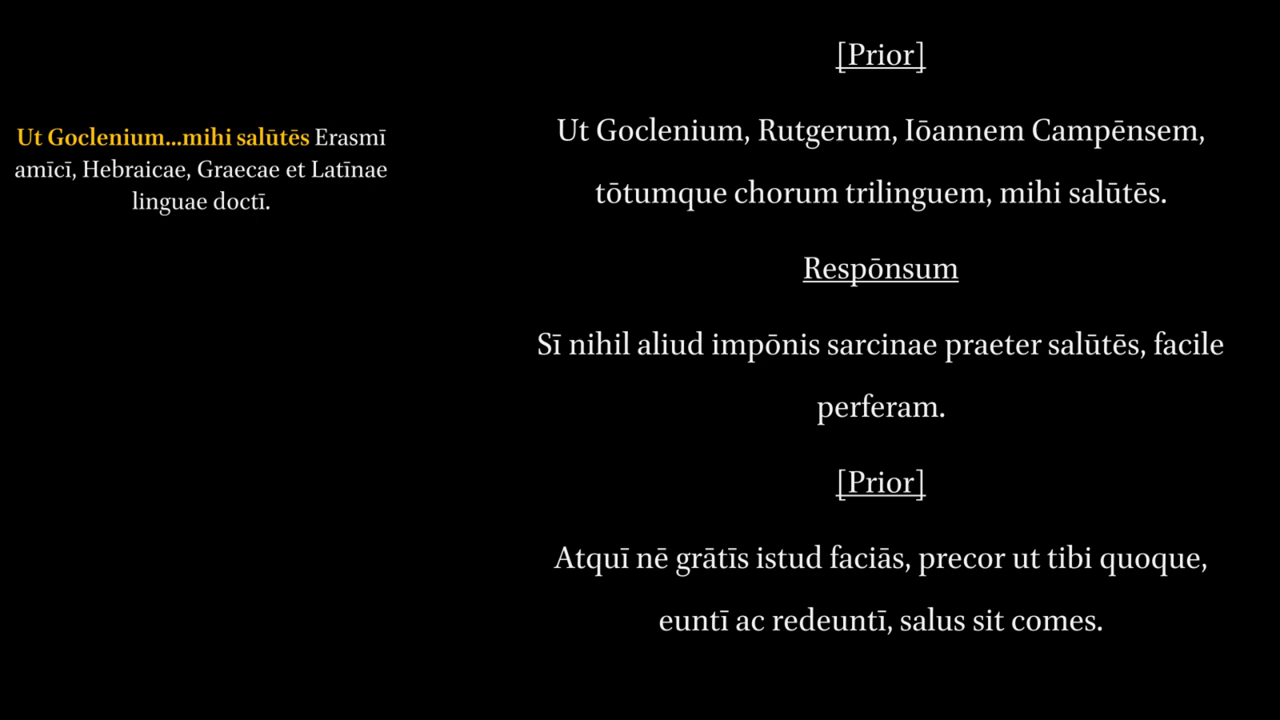 Ut Goclenium...mihi salūtēs Erasmī
amīcī, Hebraicae, Graecae et Latīnae
linguae doctī.
[Prior]
Ut Goclenium, Rutgerum, Iōannem Campēnsem,
tōtumque chorum trilinguem, mihi salūtēs.
Respōnsum
Sī nihil aliud impōnis sarcinae praeter salūtēs, facile
perferam.
[Prior]
Atquī nē grātīs istud faciās, precor ut tibi quoque,
euntī ac redeuntī, salus sit comes.